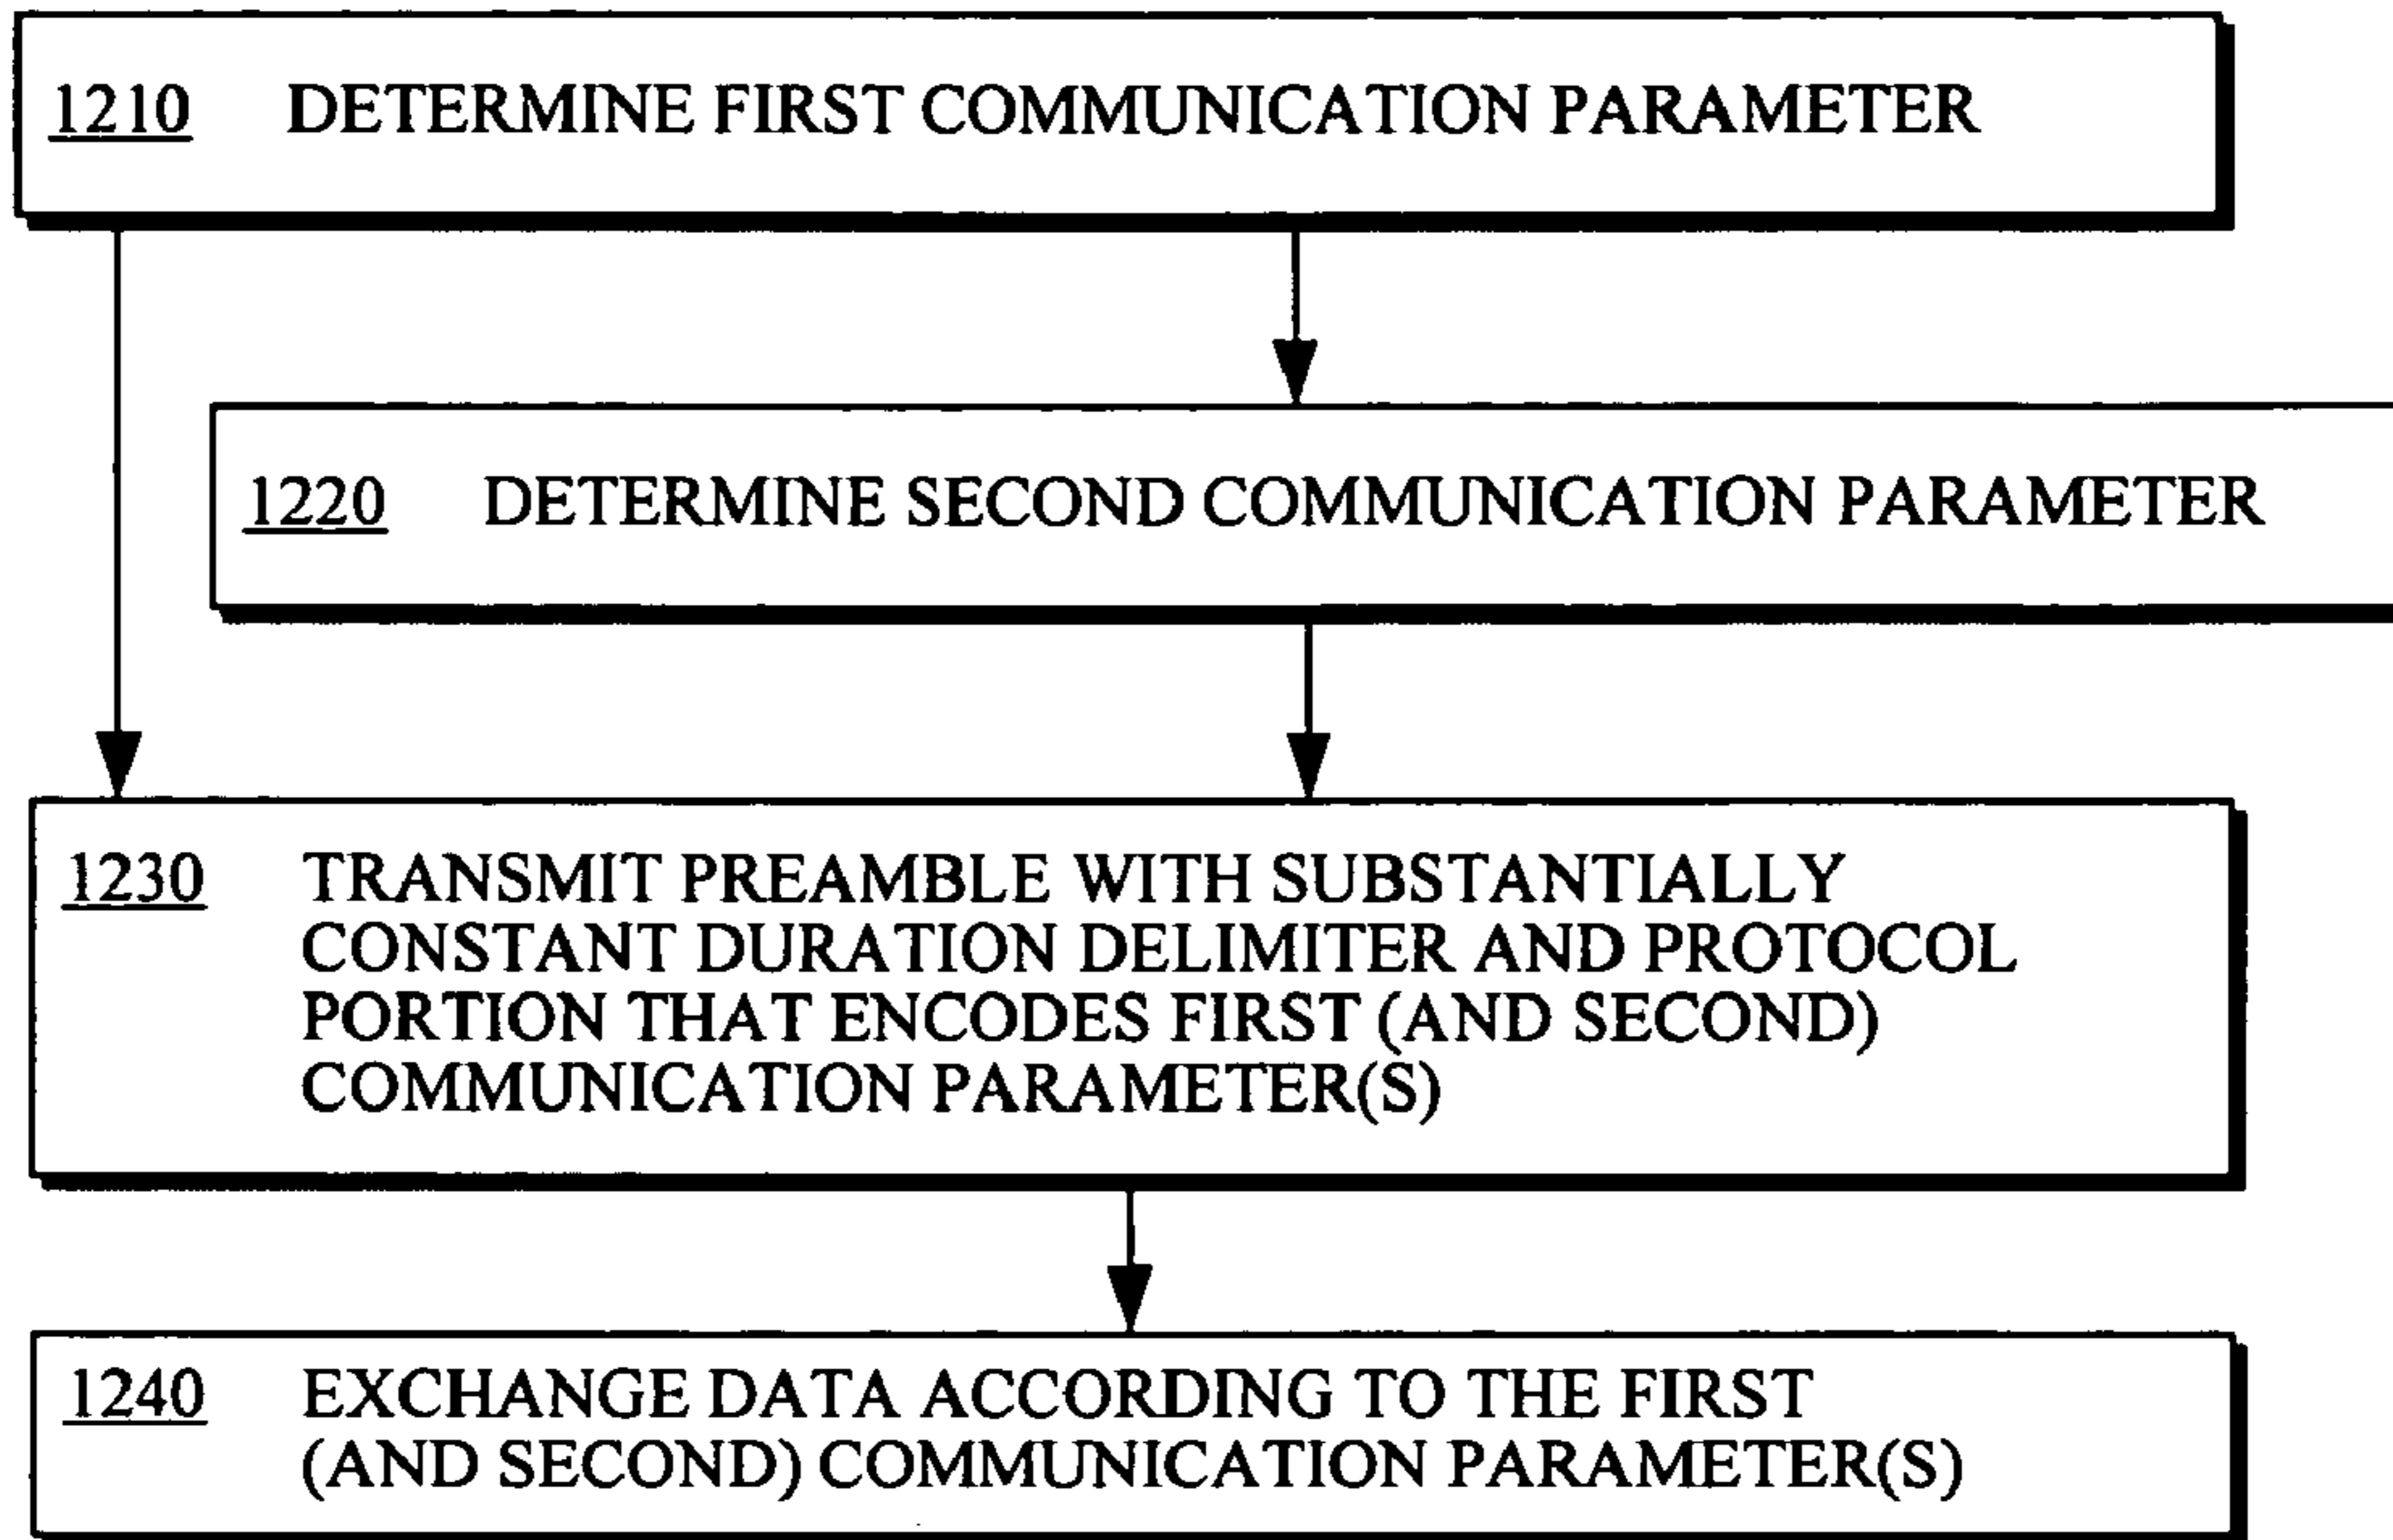 1210 DETERMINE FIRST COMMUNICATION PARAMETER
1220 DETERMINE SECOND COMMUNICATION PARAMETER
1230 TRANSMIT PREAMBLE WITH SUBSTANTIALLY
CONSTANT DURATION DELIMITER AND PROTOCOL
PORTION THAT ENCODES FIRST (AND SECOND)
COMMUNICATION PARAMETER(S)
1240 EXCHANGE DATA ACCORDING TO THE FIRST
(AND SECOND) COMMUNICATION PARAMETER(S)